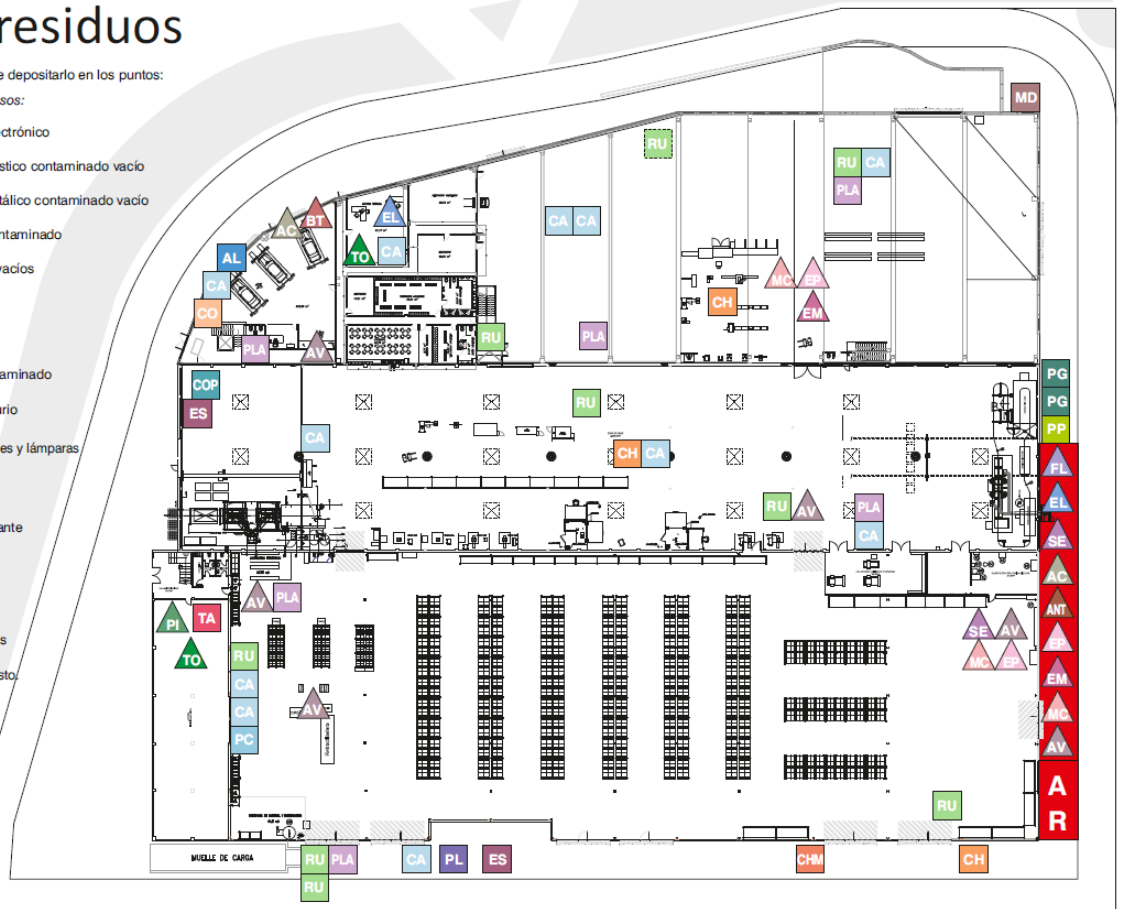 residuos
e depositarlo en los puntos:
sos:
ectrónico
stico contaminado vacío
tálico contaminado vacío
ntaminado
vacíos
aminado
rio
es y lámparas
ante
s
sto.
MD
RU
RU CA
PLA
AC BT
EL
TO CA
CA CA
AL
CA
CO
MC EP
CH
EM
PLA
AV
RU
PLA
COP
ES
RU
CA
CH CA
RU AV
PLA
CA
PG
PG
PP
FL
EL
SE
AC
ANT
EP
EM
MC
AV
A
R
AV PLA
PI TA
TO
RU
CA
CA
PC
AV
SE AV
MC EP
RU
MUELLE DE CARGA
RU PLA
CA
PL
ES
CHM
CH
RU